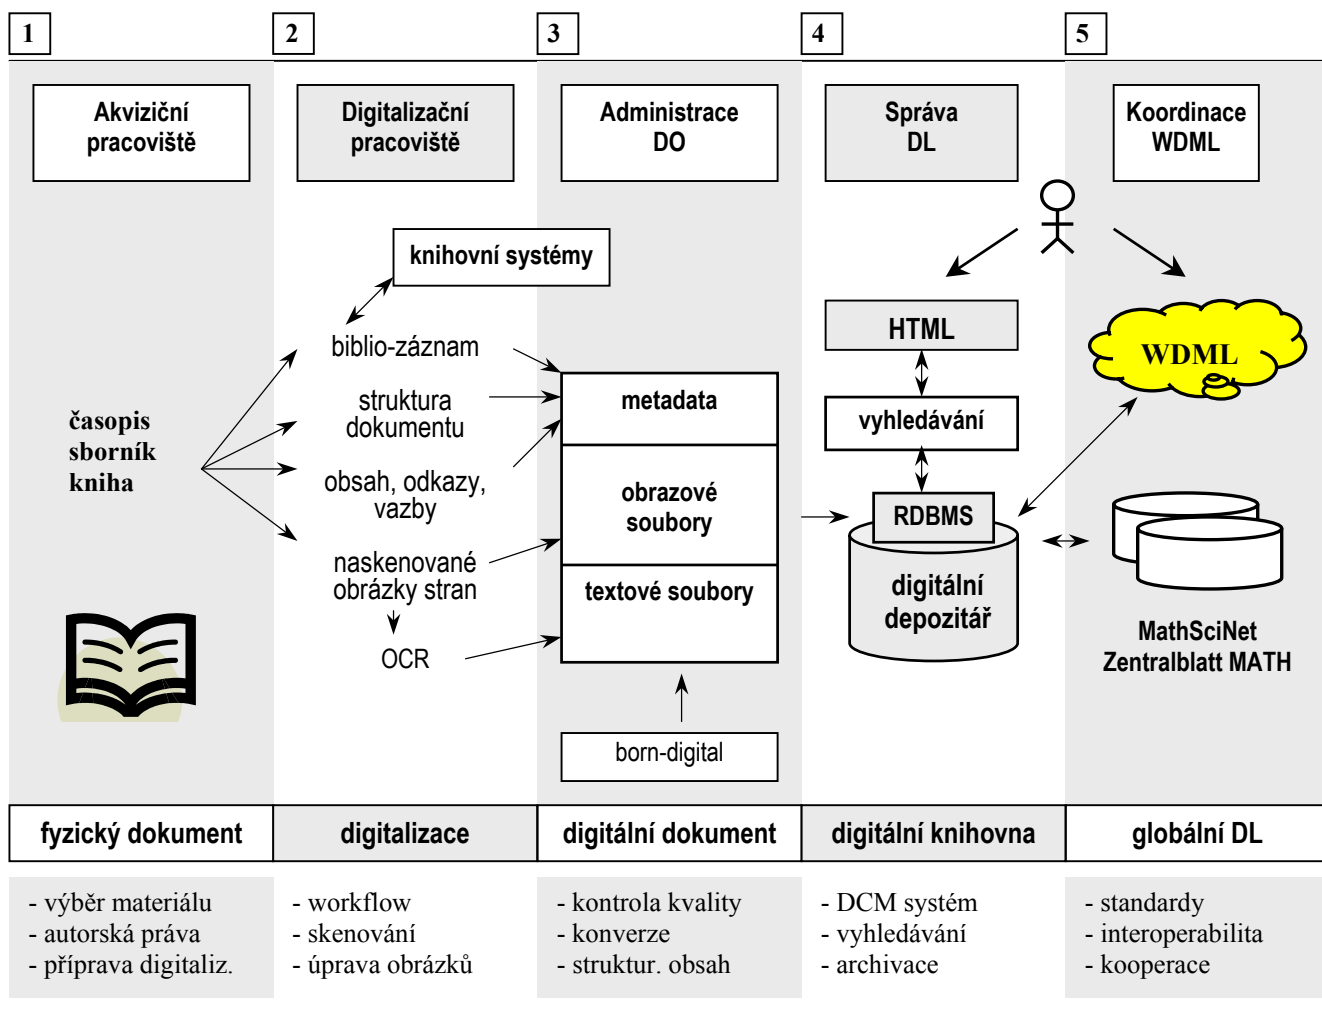 1
2
3
4
5
Akviziční
pracoviště
Digitalizační
pracoviště
Administrace
DO
Správa
DL
Koordinace
WDML
knihovní systémy
biblio-záznam
struktura
dokumentu
obsah, odkazy,
vazby
naskenované
obrázky stran
OCR
časopis
sborník
kniha
metadata
obrazové
soubory
textové soubory
born-digital
HTML
vyhledávání
RDBMS
digitální
depozitář
WDML
MathSciNet
Zentralblatt MATH
fyzický dokument
digitalizace
digitální dokument
digitální knihovna
globální DL
- výběr materiálu
- autorská práva
- příprava digitaliz.
- workflow
- skenování
- úprava obrázků
- kontrola kvality
- konverze
- struktur. obsah
- DCM systém
- vyhledávání
- archivace
- standardy
- interoperabilita
- kooperace